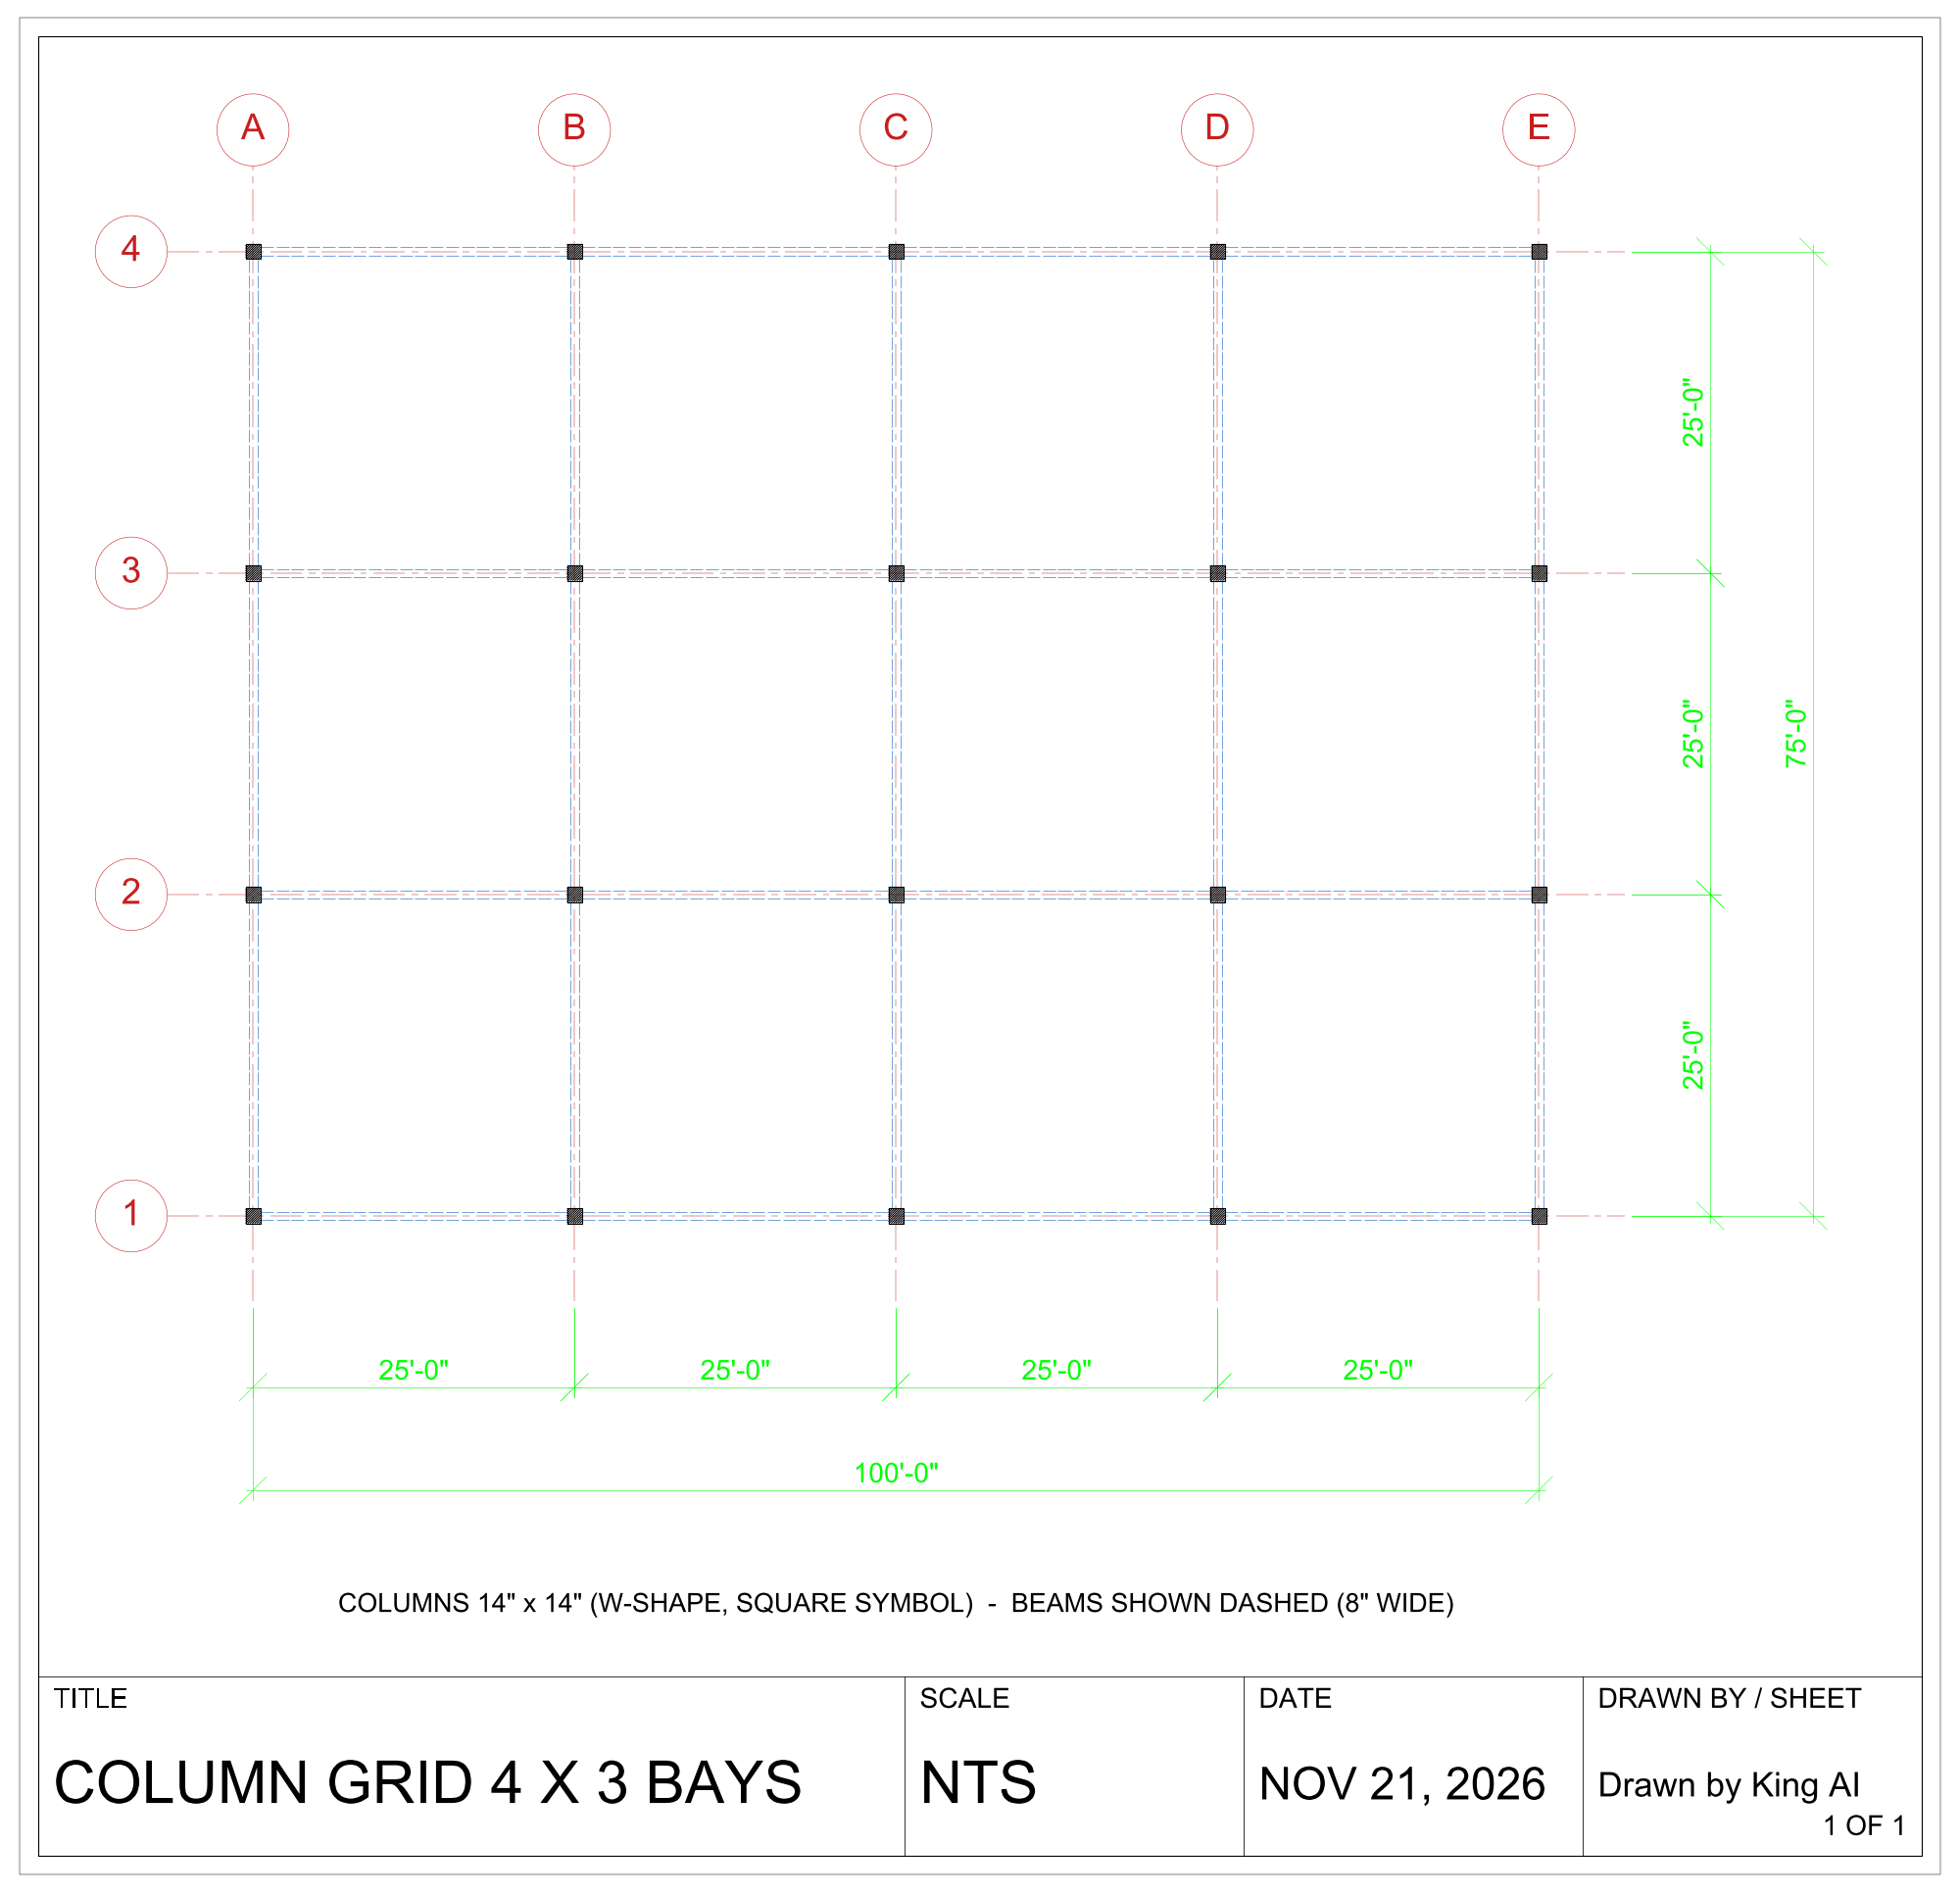 A B C D E
4
25'-0"
3
25'-0" 75'-0"
2
25'-0"
1
25'-0" 25'-0" 25'-0" 25'-0"
100'-0"
COLUMNS 14" x 14" (W-SHAPE, SQUARE SYMBOL) - BEAMS SHOWN DASHED (8" WIDE)
TITLE
COLUMN GRID 4 X 3 BAYS
SCALE
NTS
DATE
NOV 21, 2026
DRAWN BY / SHEET
Drawn by King AI
1 OF 1